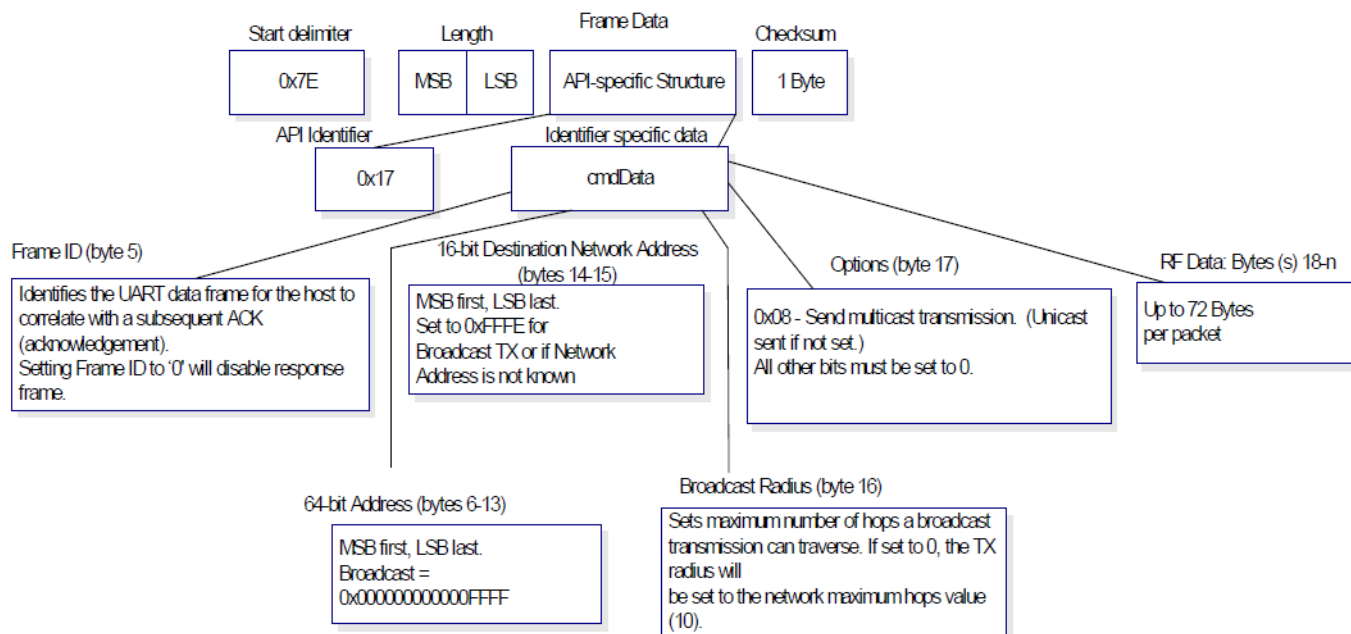 Frame Data
Start delimiter
Length
Checksum
0x7E
MSB
LSB
API-specific Structure
1 Byte
API Identifier
Identifier specific data
0x17
cmdData
Frame ID (byte 5)
Identifies the UART data frame for the host to
correlate with a subsequent ACK
(acknowledgement).
Setting Frame ID to ‘0' will disable response
frame.
16-bit Destination Network Address
(bytes 14-15)
MSB first, LSB last.
Set to 0xFFFE for
Broadcast TX or if Network
Address is not known
Options (byte 17)
0x08 - Send multicast transmission. (Unicast
sent if not set.)
All other bits must be set to 0.
RF Data: Bytes (s) 18-n
Up to 72 Bytes
per packet
64-bit Address (bytes 6-13)
MSB first, LSB last.
Broadcast =
0x000000000000FFFF
Broadcast Radius (byte 16)
Sets maximum number of hops a broadcast
transmission can traverse. If set to 0, the TX
radius will
be set to the network maximum hops value
(10).